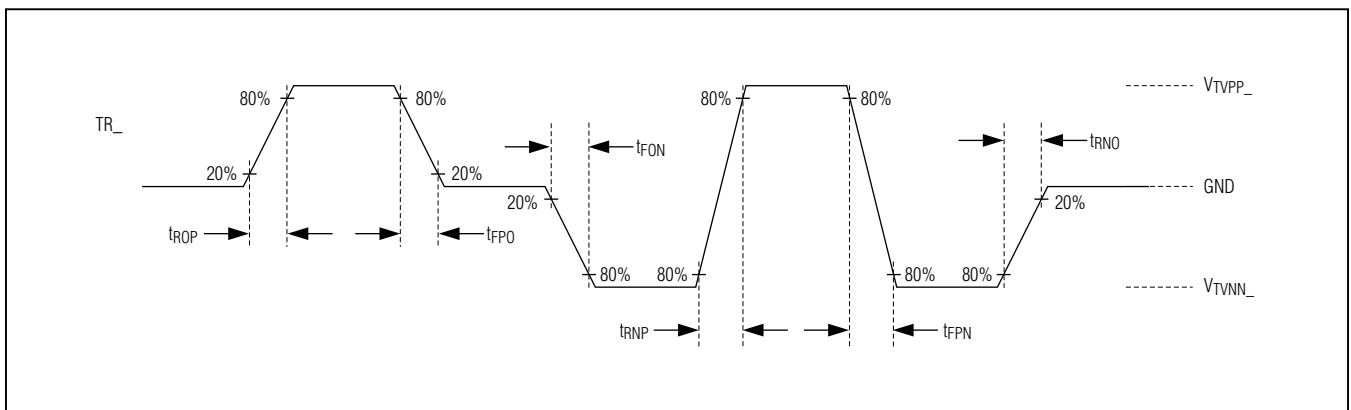 80%
80%
80%
80%
VTVPP_
TR_
tFON
tRNO
20%
20%
GND
20%
20%
tROP
tFPO
80%
80%
80%
80%
VTVNN_
tRNP
tFPN